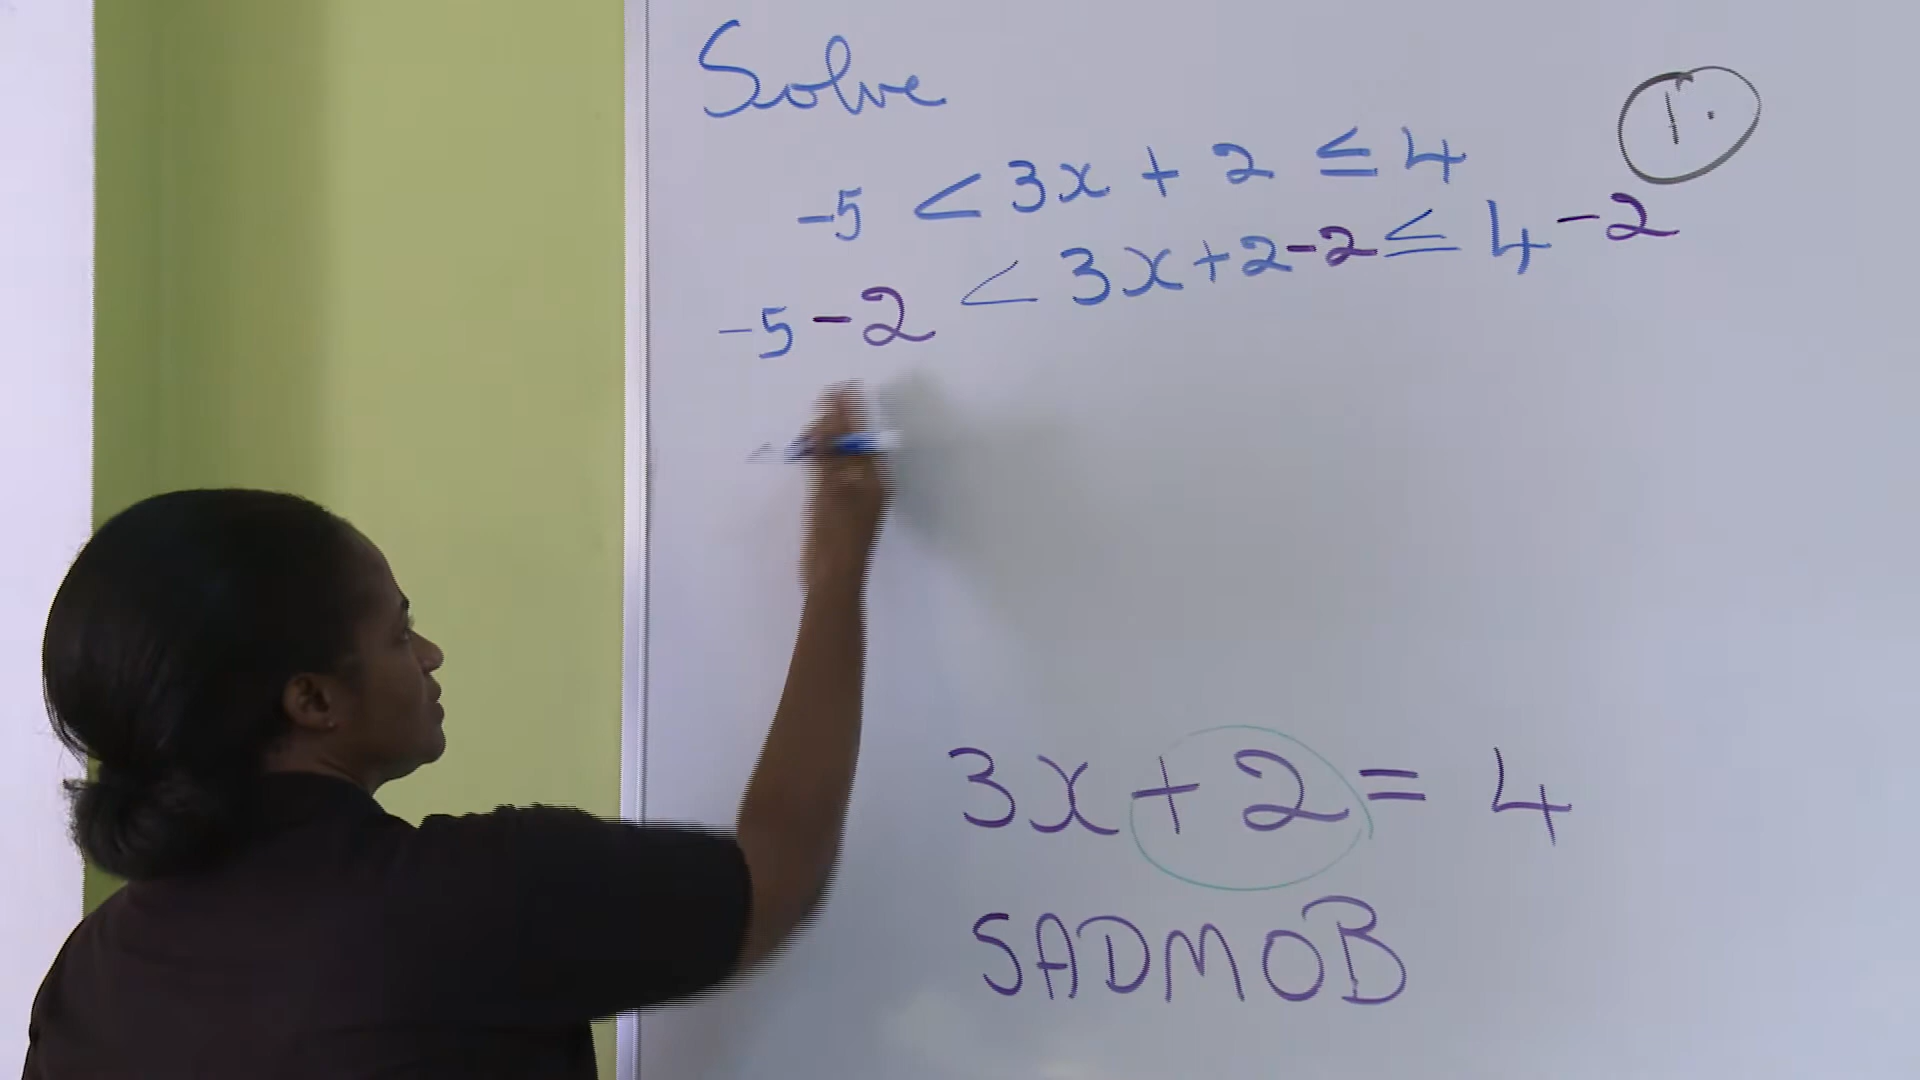 Solve
1.
-5 < 3x + 2 ≤ 4
-5 - 2 < 3x + 2 - 2 ≤ 4 - 2
3x + 2 = 4
SADMOB